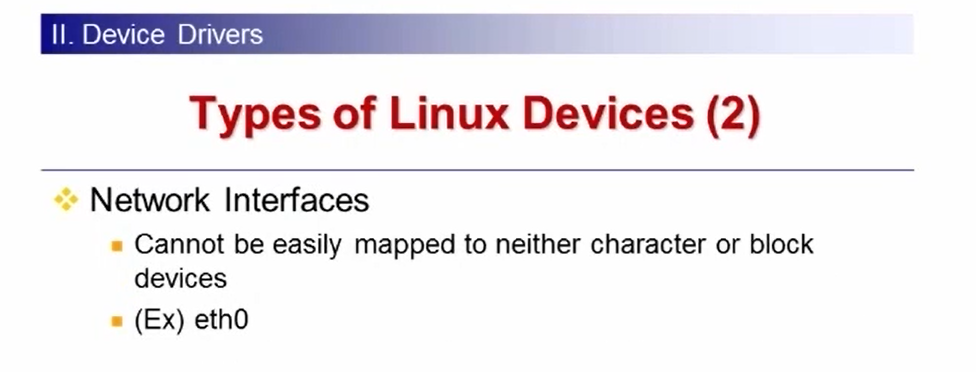 II. Device Drivers
Types of Linux Devices (2)
Network Interfaces
Cannot be easily mapped to neither character or block
devices
(Ex) eth0